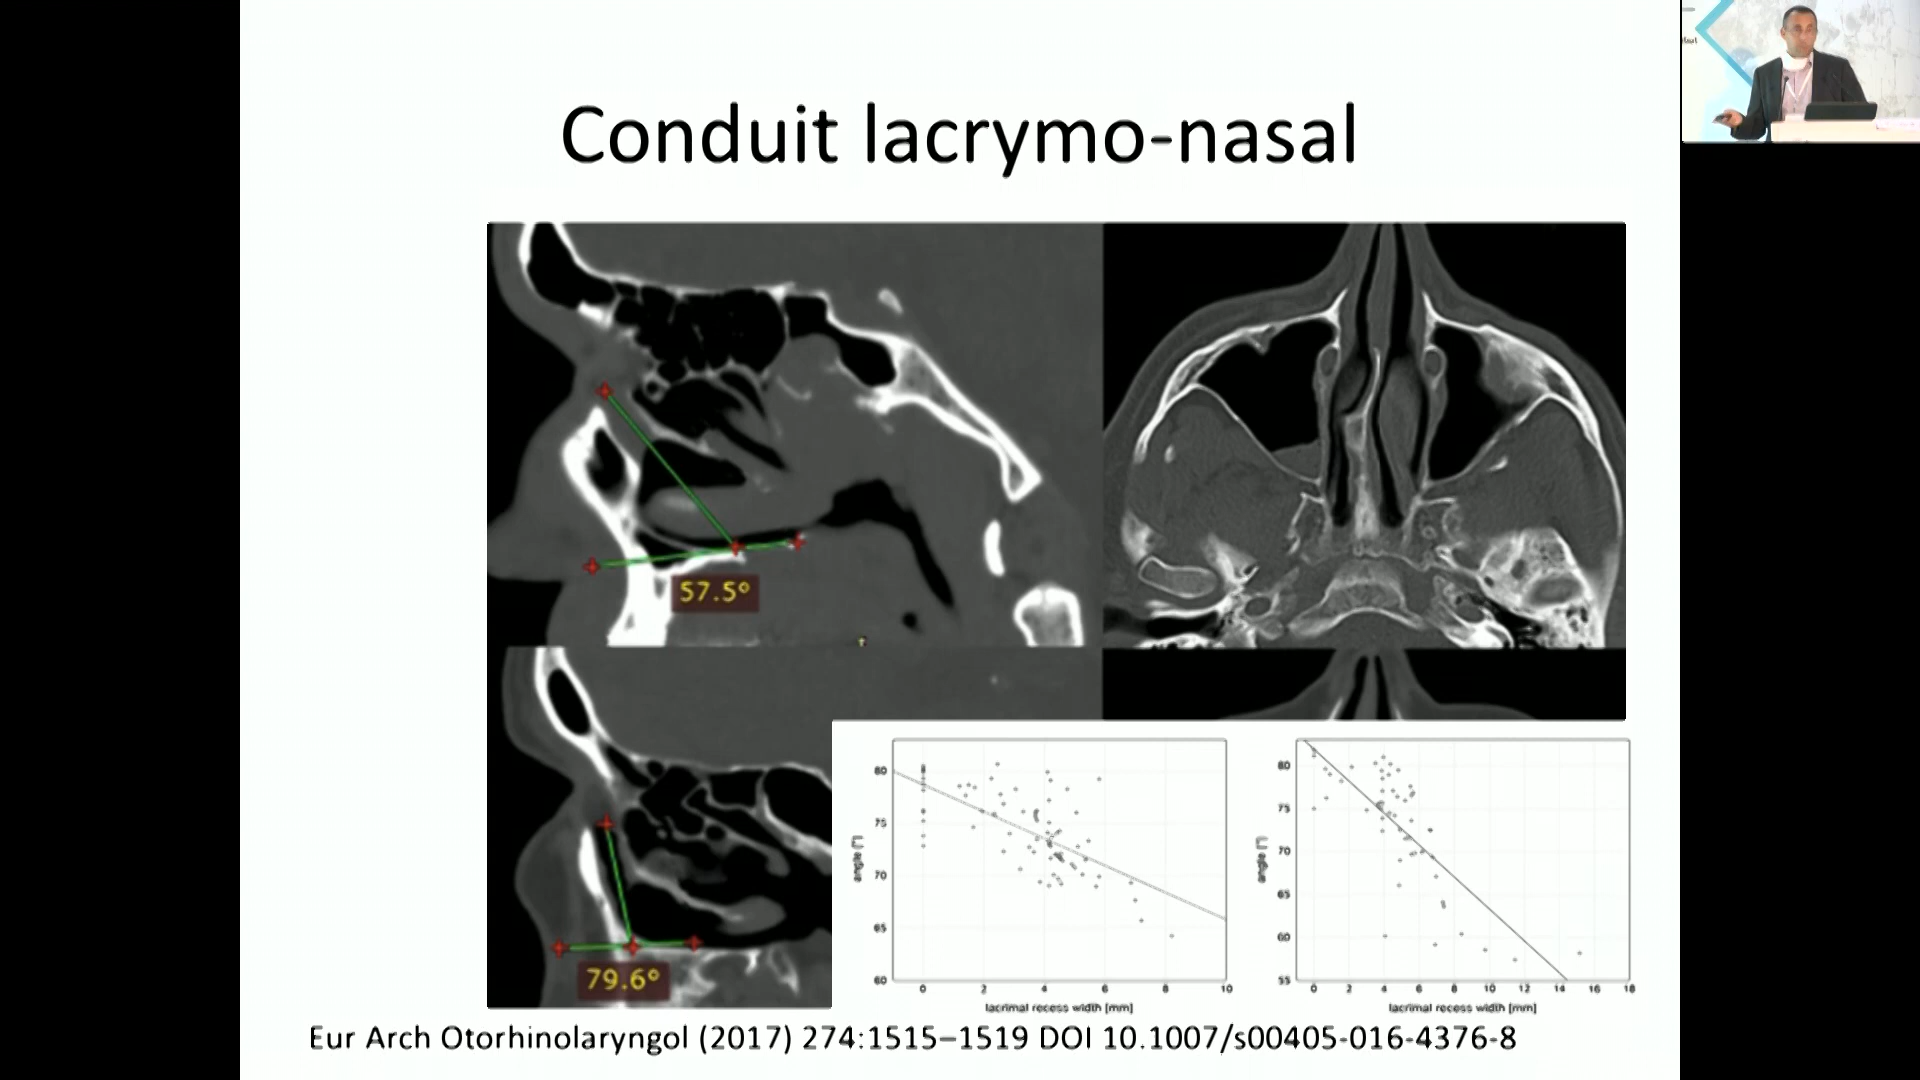 Conduit lacrymo-nasal
57.5°
79.6°
80
75
70
65
60
angle (°)
0 2 4 6 8 10
lacrimal recess width [mm]
80
75
70
65
60
55
angle (°)
0 2 4 6 8 10 12 14 16 18
lacrimal recess width [mm]
Eur Arch Otorhinolaryngol (2017) 274:1515–1519 DOI 10.1007/s00405-016-4376-8